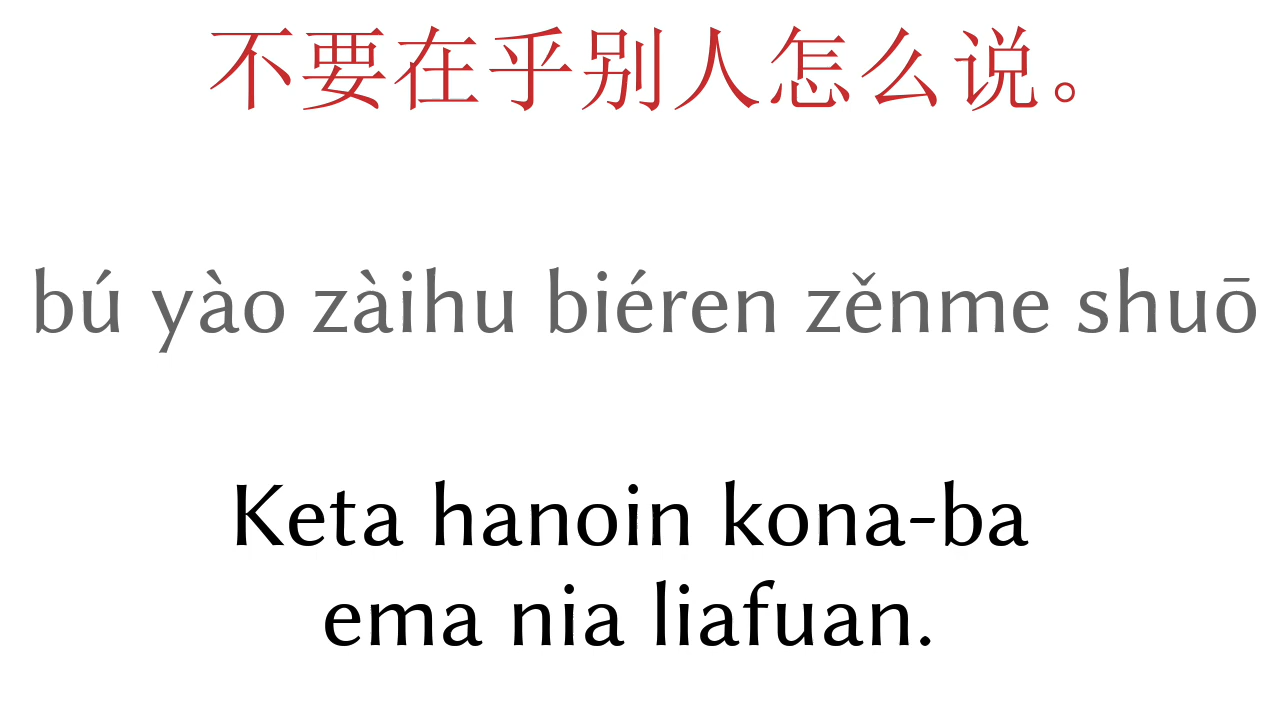 不要在乎别人怎么说。
bú yào zàihu biéren zěnme shuō
Keta hanoin kona-ba
ema nia liafuan.